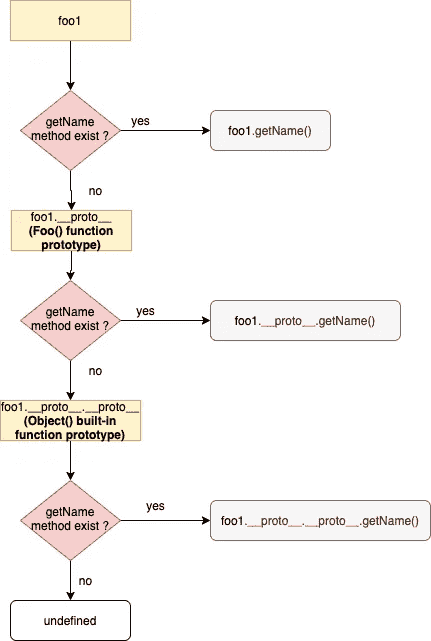 foo1
getName
method exist ?
yes
foo1.getName()
no
foo1.__proto__
(Foo() function
prototype)
getName
method exist ?
yes
foo1.__proto__.getName()
no
foo1.__proto__.__proto__
(Object() built-in
function prototype)
getName
method exist ?
yes
foo1.__proto__.__proto__.getName()
no
undefined